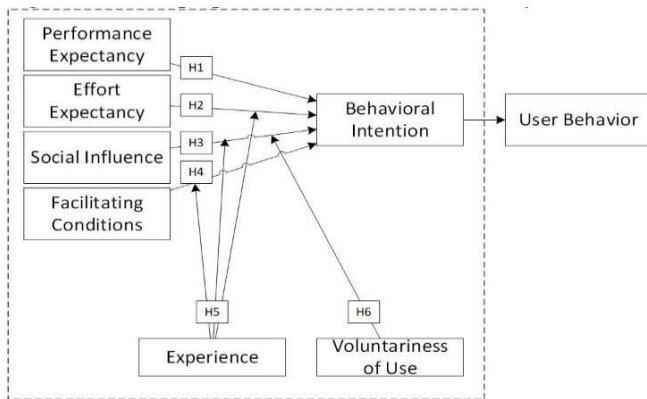 Performance
Expectancy
H1
Effort
Expectancy
H2
Behavioral
Intention
User Behavior
Social Influence
H3
H4
Facilitating
Conditions
H5
H6
Experience
Voluntariness
of Use